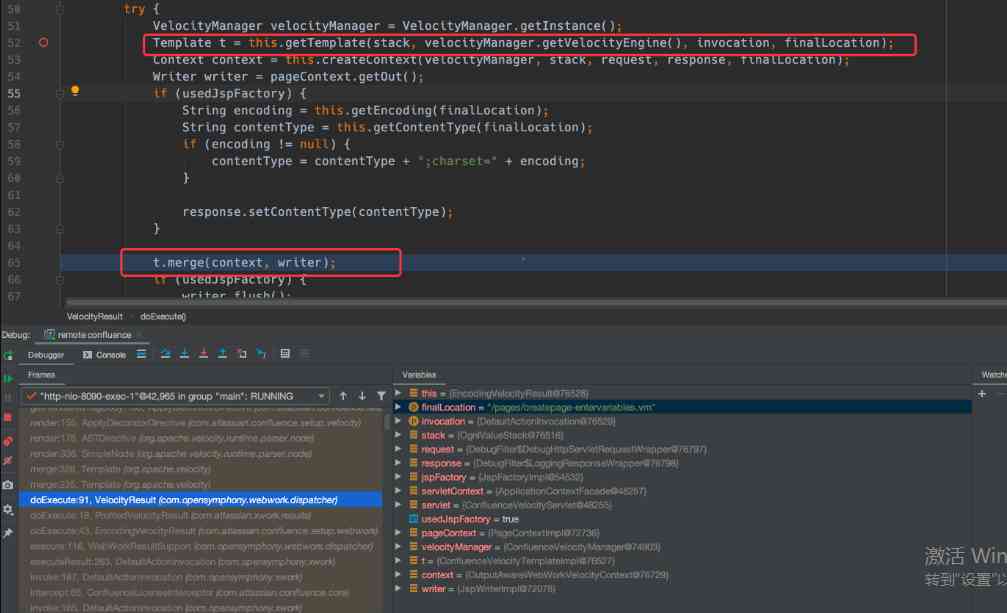 50 try {
51 VelocityManager velocityManager = VelocityManager.getInstance();
52 Template t = this.getTemplate(stack, velocityManager.getVelocityEngine(), invocation, finalLocation);
53 Context context = this.createContext(velocityManager, stack, request, response, finalLocation);
54 Writer writer = pageContext.getOut();
55 if (usedJspFactory) {
56 String encoding = this.getEncoding(finalLocation);
57 String contentType = this.getContentType(finalLocation);
58 if (encoding != null) {
59 contentType = contentType + ";charset=" + encoding;
60 }
61
62 response.setContentType(contentType);
63 }
64
65 t.merge(context, writer);
66 if (usedJspFactory) {
67 writer.flush();
VelocityResult doExecute()
Debug: remote confluence
Debugger Console
Frames Variables Watches
"http-nio-8090-exec-1"@42,965 in group "main": RUNNING
render:155, ApplyDecoratorDirective (com.atlassian.confluence.setup.velocity)
render:175, ASTDirective (org.apache.velocity.runtime.parser.node)
render:336, SimpleNode (org.apache.velocity.runtime.parser.node)
merge:328, Template (org.apache.velocity)
merge:235, Template (org.apache.velocity)
doExecute:91, VelocityResult (com.opensymphony.webwork.dispatcher)
doExecute:18, ProfiledVelocityResult (com.atlassian.xwork.results)
doExecute:43, EncodingVelocityResult (com.atlassian.confluence.setup.webwork)
execute:116, WebWorkResultSupport (com.opensymphony.webwork.dispatcher)
executeResult:263, DefaultActionInvocation (com.opensymphony.xwork)
invoke:187, DefaultActionInvocation (com.opensymphony.xwork)
intercept:65, ConfluenceLicenseInterceptor (com.atlassian.confluence.core)
invoke:165, DefaultActionInvocation (com.opensymphony.xwork)
this = {EncodingVelocityResult@76528}
finalLocation = "/pages/createpage-entervariables.vm"
invocation = {DefaultActionInvocation@76529}
stack = {OgnlValueStack@76516}
request = {DebugFilter$DebugHttpServletRequestWrapper@76797}
response = {DebugFilter$LoggingResponseWrapper@76798}
jspFactory = {JspFactoryImpl@54532}
servletContext = {ApplicationContextFacade@48257}
servlet = {ConfluenceVelocityServlet@48255}
usedJspFactory = true
pageContext = {PageContextImpl@72736}
velocityManager = {ConfluenceVelocityManager@74903}
t = {ConfluenceVelocityTemplateImpl@76527}
context = {OutputAwareWebWorkVelocityContext@76729}
writer = {JspWriterImpl@72078}
激活 Win
转到"设置"以